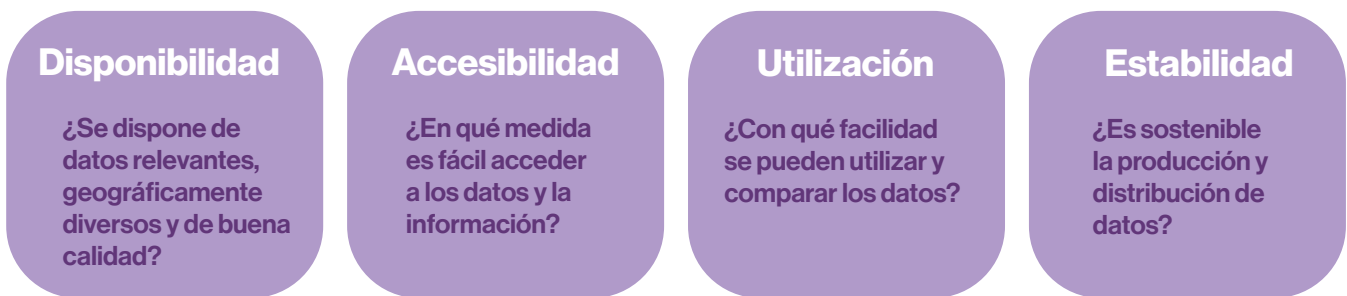 Disponibilidad
¿Se dispone de
datos relevantes,
geográficamente
diversos y de buena
calidad?
Accesibilidad
¿En qué medida
es fácil acceder
a los datos y la
información?
Utilización
¿Con qué facilidad
se pueden utilizar y
comparar los datos?
Estabilidad
¿Es sostenible
la producción y
distribución de
datos?